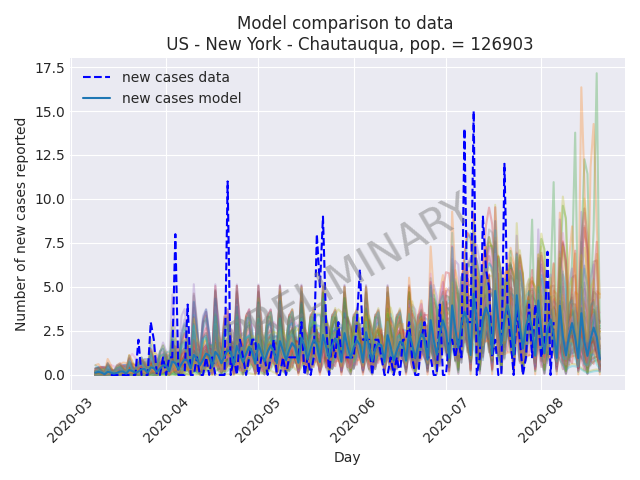 Model comparison to data
US - New York - Chautauqua, pop. = 126903
new cases data
new cases model
PRELIMINARY
Number of new cases reported
17.5
15.0
12.5
10.0
7.5
5.0
2.5
0.0
2020-03
2020-04
2020-05
2020-06
2020-07
2020-08
Day